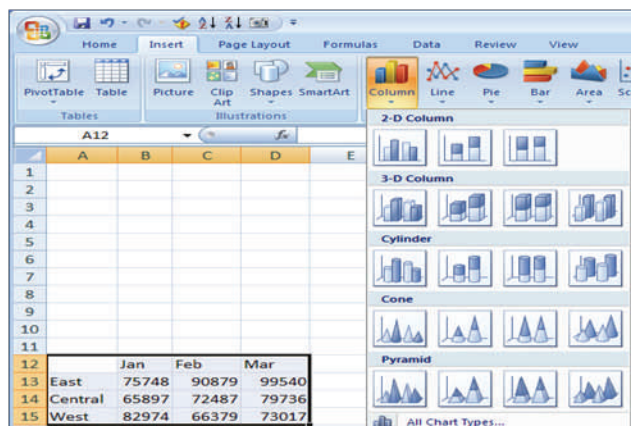 Home Insert Page Layout Formulas Data Review View
PivotTable Table Picture Clip Art Shapes SmartArt Column Line Pie Bar Area
Tables Illustrations
A12 fx
A B C D E
2-D Column
3-D Column
Cylinder
Cone
Pyramid
All Chart Types...
1
2
3
4
5
6
7
8
9
10
11
12 Jan Feb Mar
13 East 75748 90879 99540
14 Central 65897 72487 79736
15 West 82974 66379 73017